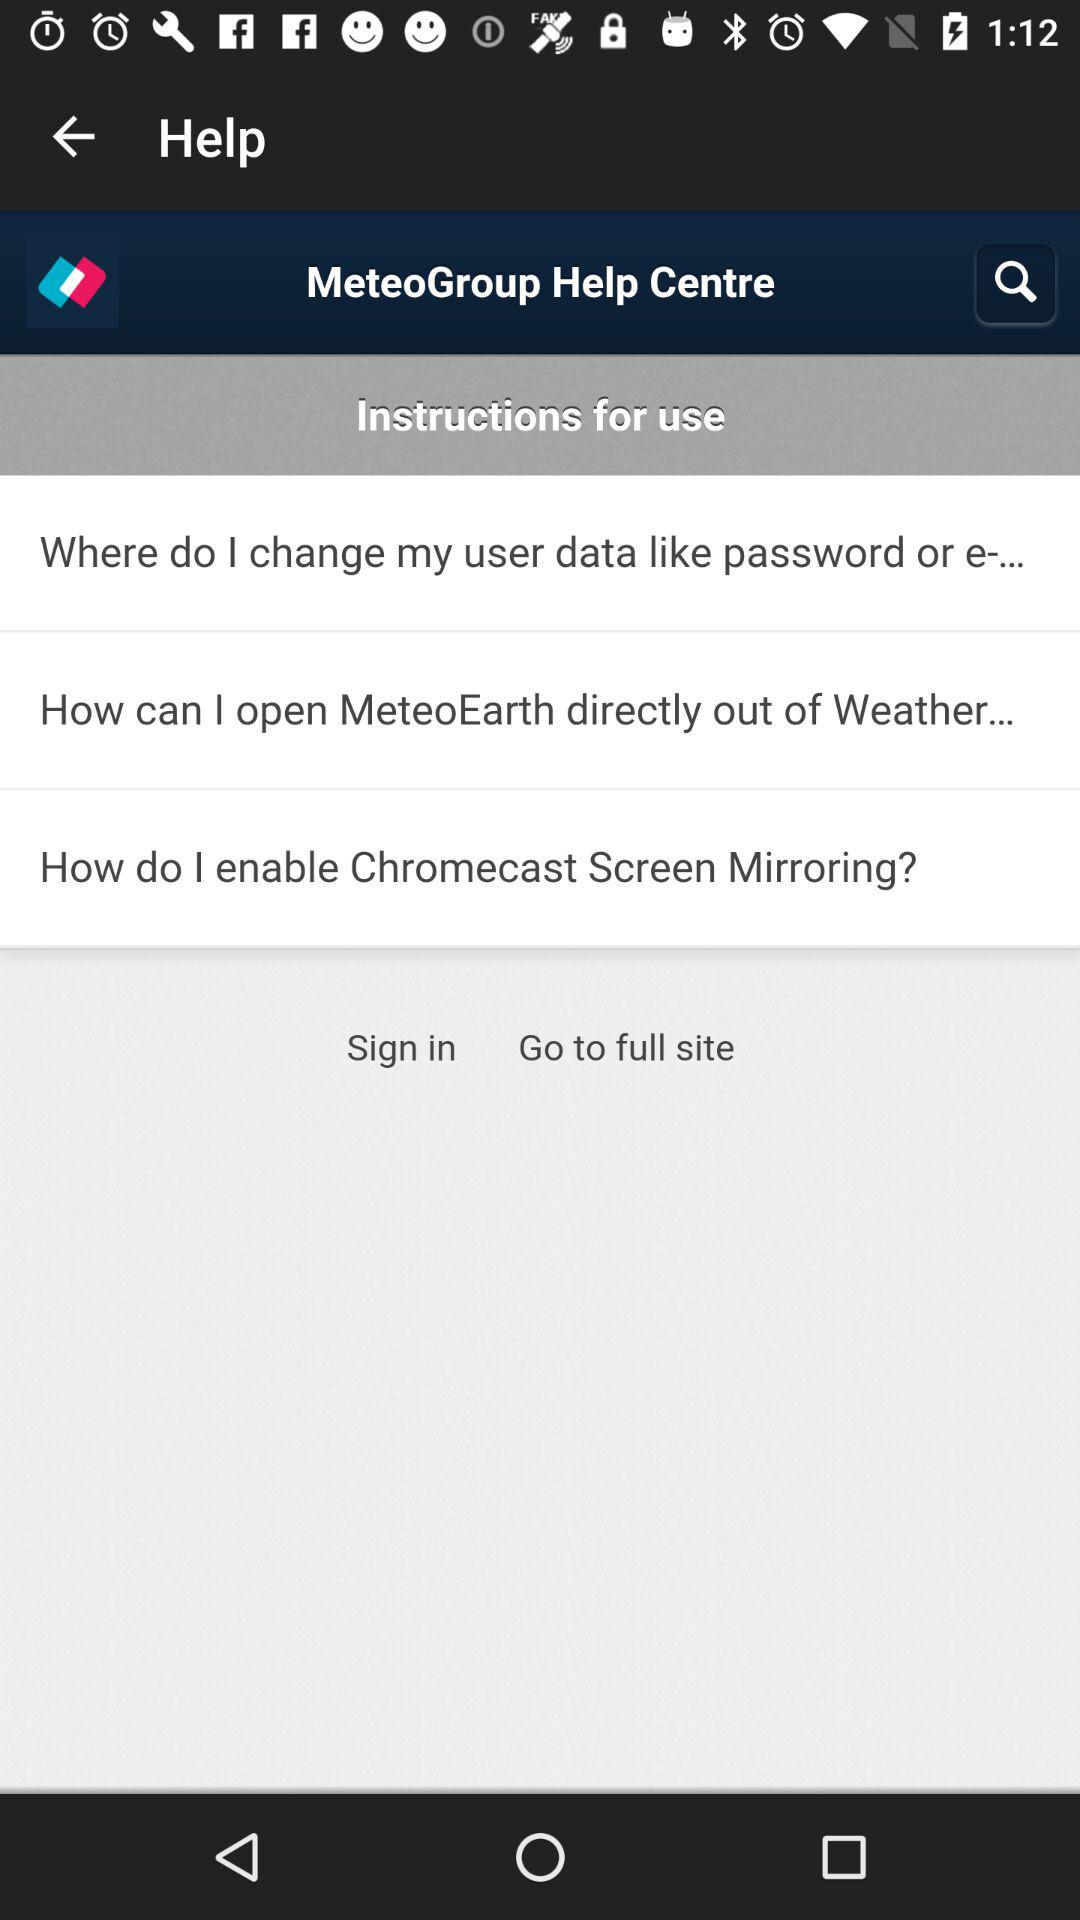 FAKE
1:12
Help
MeteoGroup Help Centre
Instructions for use
Where do I change my user data like password or e-...
How can I open MeteoEarth directly out of Weather...
How do I enable Chromecast Screen Mirroring?
Sign in Go to full site